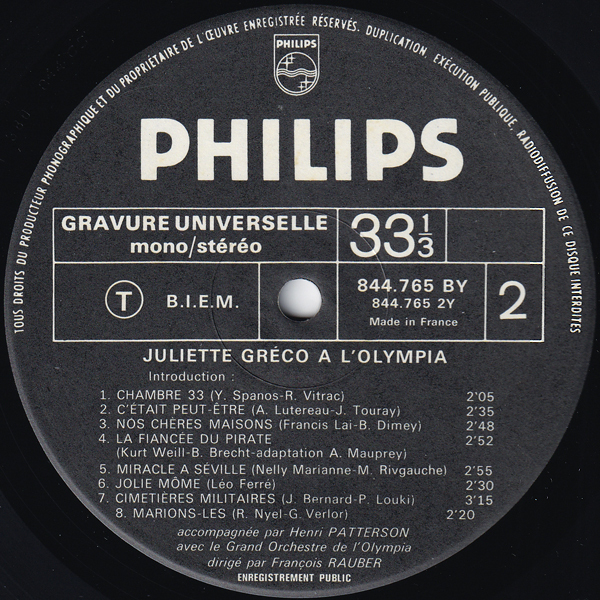 TOUS DROITS DU PRODUCTEUR PHONOGRAPHIQUE ET DU PROPRIÉTAIRE DE L'ŒUVRE ENREGISTRÉE RÉSERVÉS. DUPLICATION, EXÉCUTION PUBLIQUE, RADIODIFFUSION DE CE DISQUE INTERDITES
PHILIPS
PHILIPS
GRAVURE UNIVERSELLE
mono/stéréo
33 1/3
T B.I.E.M.
844.765 BY
844.765 2Y
Made in France
2
JULIETTE GRÉCO A L'OLYMPIA
Introduction :
1. CHAMBRE 33 (Y. Spanos-R. Vitrac) 2'05
2. C'ÉTAIT PEUT-ÊTRE (A. Lutereau-J. Touray) 2'35
3. NOS CHÈRES MAISONS (Francis Lai-B. Dimey) 2'48
4. LA FIANCÉE DU PIRATE 2'52
(Kurt Weill-B. Brecht-adaptation A. Mauprey)
5. MIRACLE A SÉVILLE (Nelly Marianne-M. Rivgauche) 2'55
6. JOLIE MÔME (Léo Ferré) 2'30
7. CIMETIÈRES MILITAIRES (J. Bernard-P. Louki) 3'15
8. MARIONS-LES (R. Nyel-G. Verlor) 2'20
accompagnée par Henri PATTERSON
avec le Grand Orchestre de l'Olympia
dirigé par François RAUBER
ENREGISTREMENT PUBLIC